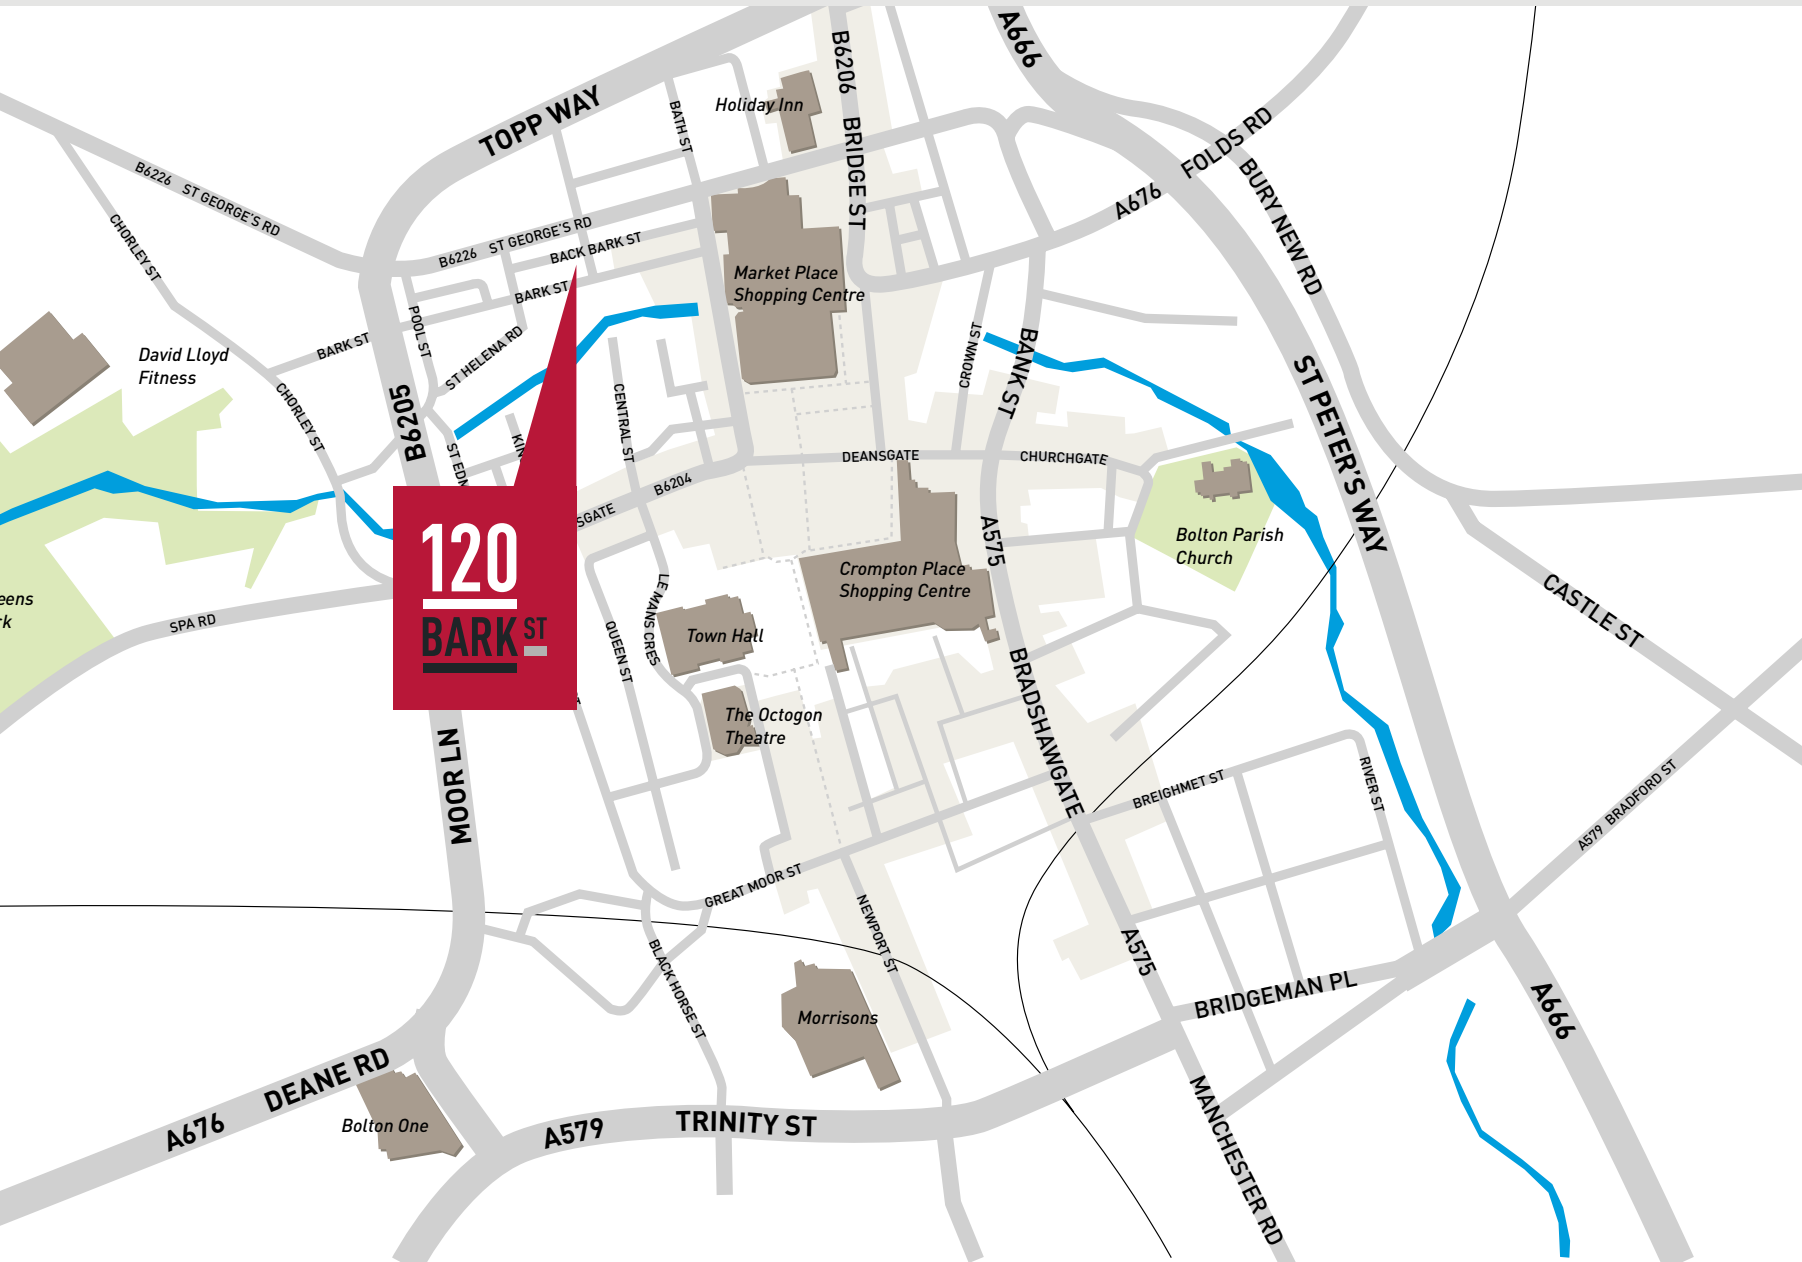 A666
B6206
TOPP WAY
Holiday Inn
BATH ST
BRIDGE ST
FOLDS RD
A676
BURY NEW RD
B6226 ST GEORGE'S RD
CHORLEY ST
B6226 ST GEORGE'S RD
BACK BARK ST
BARK ST
Market Place
Shopping Centre
POOL ST
ST HELENA RD
BARK ST
David Lloyd
Fitness
CROWN ST
BANK ST
ST PETER'S WAY
CHORLEY ST
B6205
CENTRAL ST
KIN
ST EDM
DEANSGATE
CHURCHGATE
B6204
SGATE
A575
Bolton Parish
Church
120
BARK ST
Crompton Place
Shopping Centre
LE MANS CRES
Town Hall
QUEEN ST
CASTLE ST
eens
rk
SPA RD
BRADSHAWGATE
The Octogon
Theatre
MOOR LN
BREIGHMET ST
RIVER ST
A579 BRADFORD ST
GREAT MOOR ST
NEWPORT ST
BLACK HORSE ST
A575
BRIDGEMAN PL
A666
Morrisons
DEANE RD
A676
Bolton One
A579
TRINITY ST
MANCHESTER RD